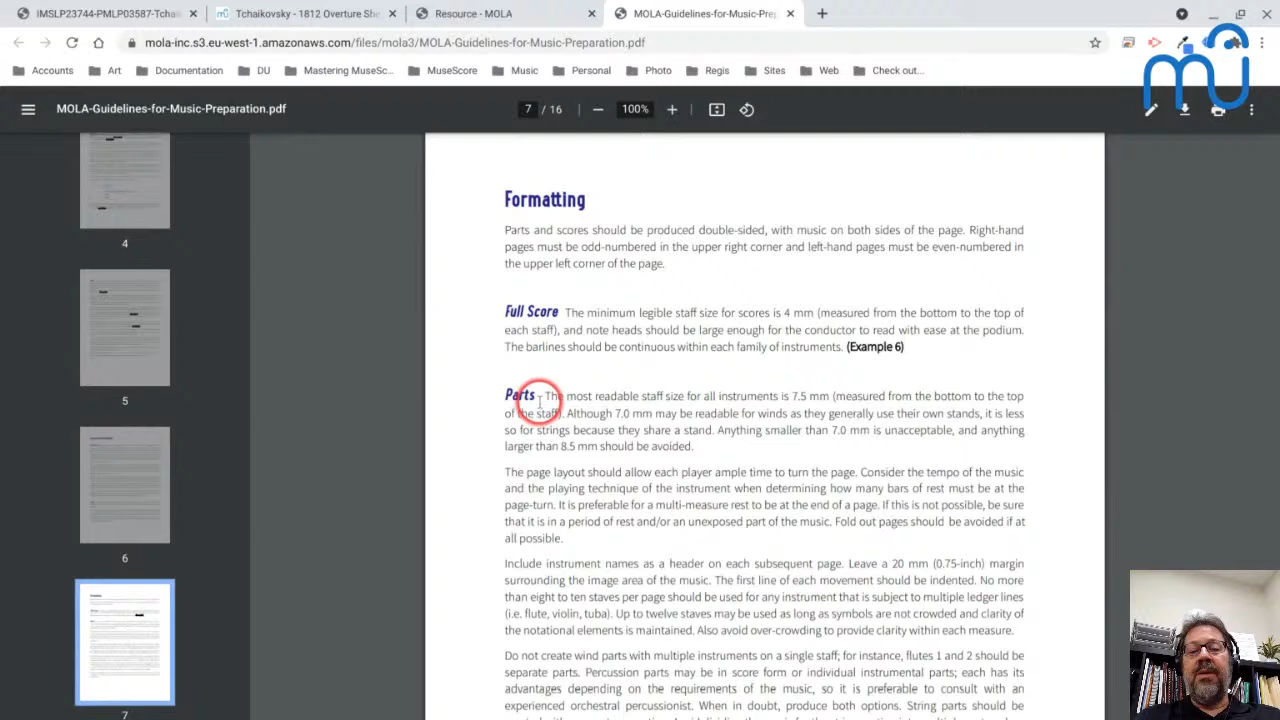 IMSLP23744-PMLP03587-Tchai
Tchaikovsky - 1812 Overture She
Resource - MOLA
MOLA-Guidelines-for-Music-Prep
mola-inc.s3.eu-west-1.amazonaws.com/files/mola3/MOLA-Guidelines-for-Music-Preparation.pdf
Accounts
Art
Documentation
DU
Mastering MuseSc...
MuseScore
Music
Personal
Photo
Regis
Sites
Web
Check out...
MOLA-Guidelines-for-Music-Preparation.pdf
7 / 16
100%
4
5
6
7
Formatting
Parts and scores should be produced double-sided, with music on both sides of the page. Right-hand
pages must be odd-numbered in the upper right corner and left-hand pages must be even-numbered in
the upper left corner of the page.
Full Score The minimum legible staff size for scores is 4 mm (measured from the bottom to the top of
each staff), and note heads should be large enough for the conductor to read with ease at the podium.
The barlines should be continuous within each family of instruments. (Example 6)
Parts The most readable staff size for all instruments is 7.5 mm (measured from the bottom to the top
of the staff). Although 7.0 mm may be readable for winds as they generally use their own stands, it is less
so for strings because they share a stand. Anything smaller than 7.0 mm is unacceptable, and anything
larger than 8.5 mm should be avoided.
The page layout should allow each player ample time to turn the page. Consider the tempo of the music
and the playing technique of the instrument when determining how many bars of rest must be at the
page-turn. It is preferable for a multi-measure rest to be at the end of a page. If this is not possible, be sure
that it is in a period of rest and/or an unexposed part of the music. Fold out pages should be avoided if at
all possible.
Include instrument names as a header on each subsequent page. Leave a 20 mm (0.75-inch) margin
surrounding the image area of the music. The first line of each movement should be indented. No more
than eight to ten staves per page should be used for any instrument that is subject to multiple ledger lines
(i.e. flute, violin, tuba). Up to twelve staves may be used as long as symbols are not crowded and clarity of
the notational elements is maintained. Also avoid over-crowding to provide clarity within each measure.
Do not create wind parts with multiple instruments on a single staff; for instance, flutes 1 and 2 should be
separate parts. Percussion parts may be in score form or individual instrumental parts; each has its
advantages depending on the requirements of the music, so it is preferable to consult with an
experienced orchestral percussionist. When in doubt, produce both options. String parts should be